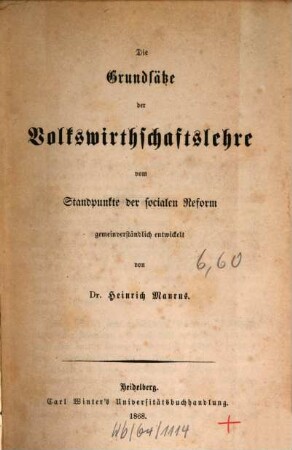 Die
Grundsätze
der
Volkswirthschaftslehre
vom
Standpunkte der socialen Reform
gemeinverständlich entwickelt
von
6,60
Dr. Heinrich Maurus.
Heidelberg.
Carl Winter's Universitätsbuchhandlung.
1868.
Wb/64/1114
+